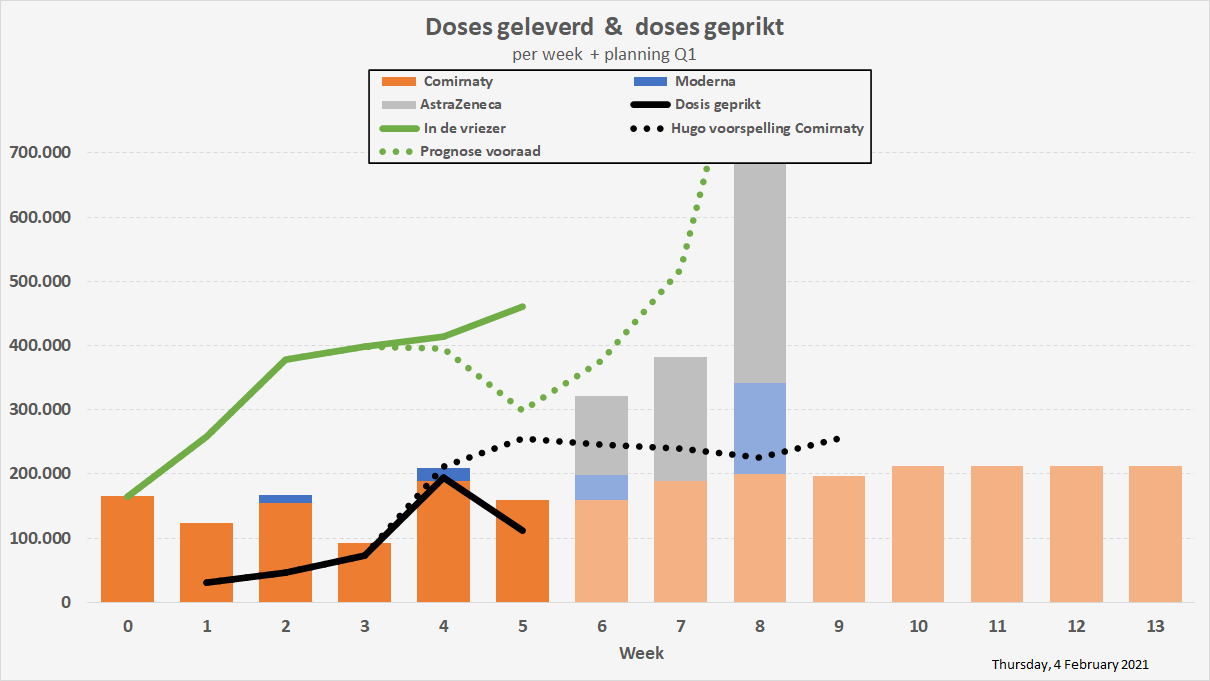 Doses geleverd & doses geprikt
per week + planning Q1
Comirnaty Moderna
AstraZeneca Dosis geprikt
In de vriezer Hugo voorspelling Comirnaty
Prognose vooraad
700.000
600.000
500.000
400.000
300.000
200.000
100.000
0
0 1 2 3 4 5 6 7 8 9 10 11 12 13
Week
Thursday, 4 February 2021